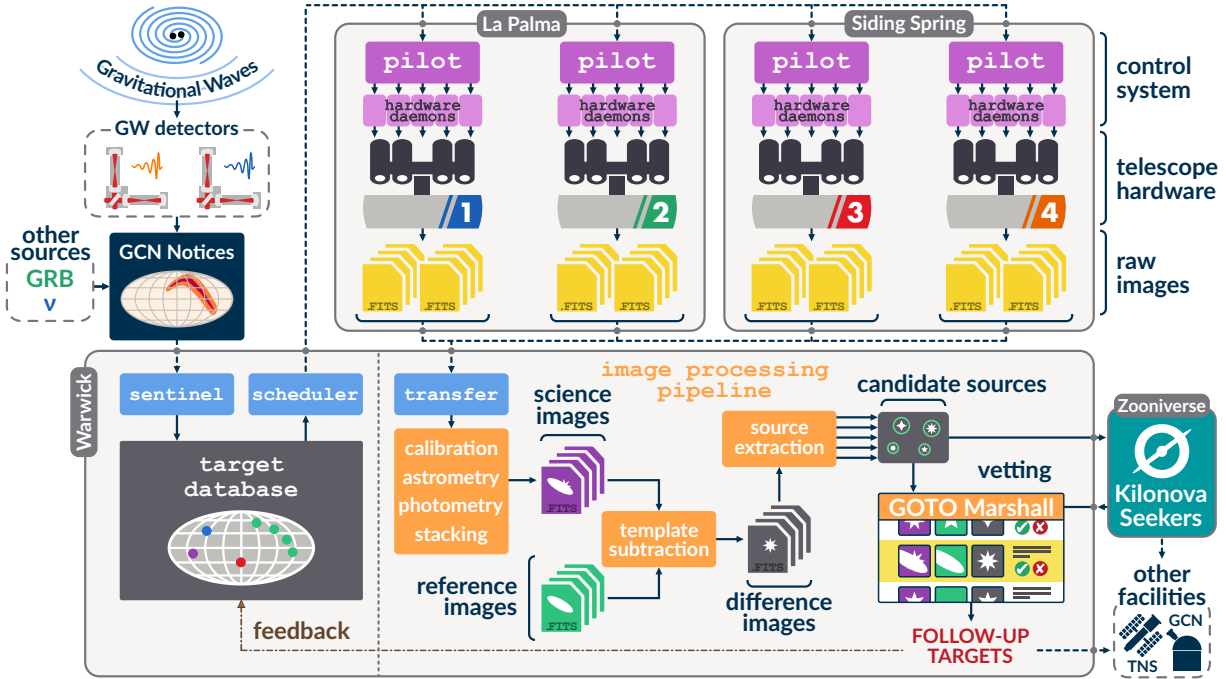 Gravitational Waves
GW detectors
other
sources
GRB
ν
GCN Notices
La Palma
Siding Spring
pilot
pilot
pilot
pilot
hardware
daemons
hardware
daemons
hardware
daemons
hardware
daemons
1
2
3
4
.FITS
.FITS
.FITS
.FITS
.FITS
.FITS
.FITS
.FITS
control
system
telescope
hardware
raw
images
Warwick
sentinel
scheduler
target
database
feedback
transfer
image processing
pipeline
calibration
astrometry
photometry
stacking
science
images
.FITS
reference
images
.FITS
template
subtraction
source
extraction
.FITS
difference
images
candidate sources
vetting
GOTO Marshall
FOLLOW-UP
TARGETS
Zooniverse
Kilonova
Seekers
other
facilities
GCN
TNS